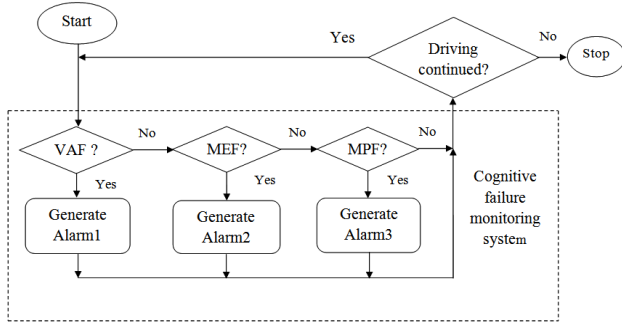 Start
Yes
Driving
continued?
No
Stop
VAF ?
No
MEF?
No
MPF?
No
Yes
Yes
Yes
Generate
Alarm1
Generate
Alarm2
Generate
Alarm3
Cognitive
failure
monitoring
system